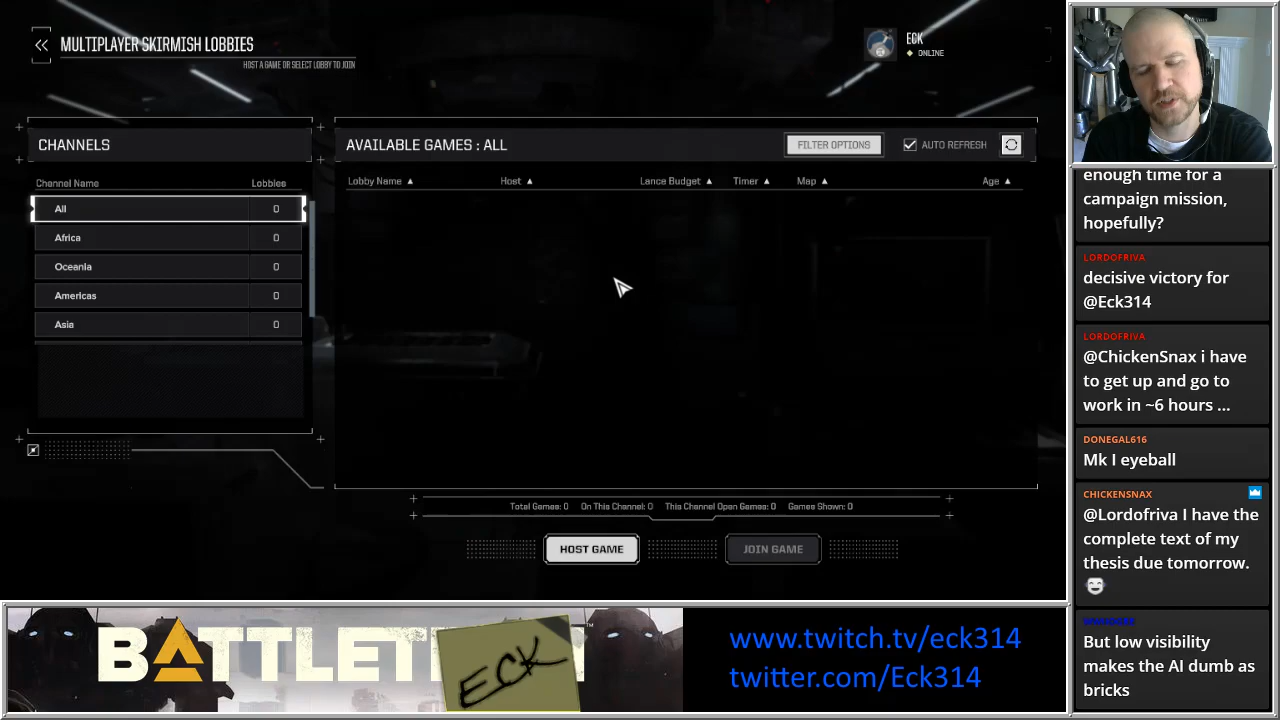 MULTIPLAYER SKIRMISH LOBBIES
HOST A GAME OR SELECT LOBBY TO JOIN
ECK
ONLINE
CHANNELS
Channel Name Lobbies
All 0
Africa 0
Oceania 0
Americas 0
Asia 0
AVAILABLE GAMES : ALL
FILTER OPTIONS
AUTO REFRESH
Lobby Name Host Lance Budget Timer Map Age
Total Games: 0 On This Channel: 0 This Channel Open Games: 0 Games Shown: 0
HOST GAME
JOIN GAME
enough time for a
campaign mission,
hopefully?
LORDOFRIVA
decisive victory for
@Eck314
LORDOFRIVA
@ChickenSnax i have
to get up and go to
work in ~6 hours ...
DONEGAL616
Mk I eyeball
CHICKENSNAX
@Lordofriva I have the
complete text of my
thesis due tomorrow.
But low visibility
makes the AI dumb as
bricks
BATTLETE
ECK
www.twitch.tv/eck314
twitter.com/Eck314